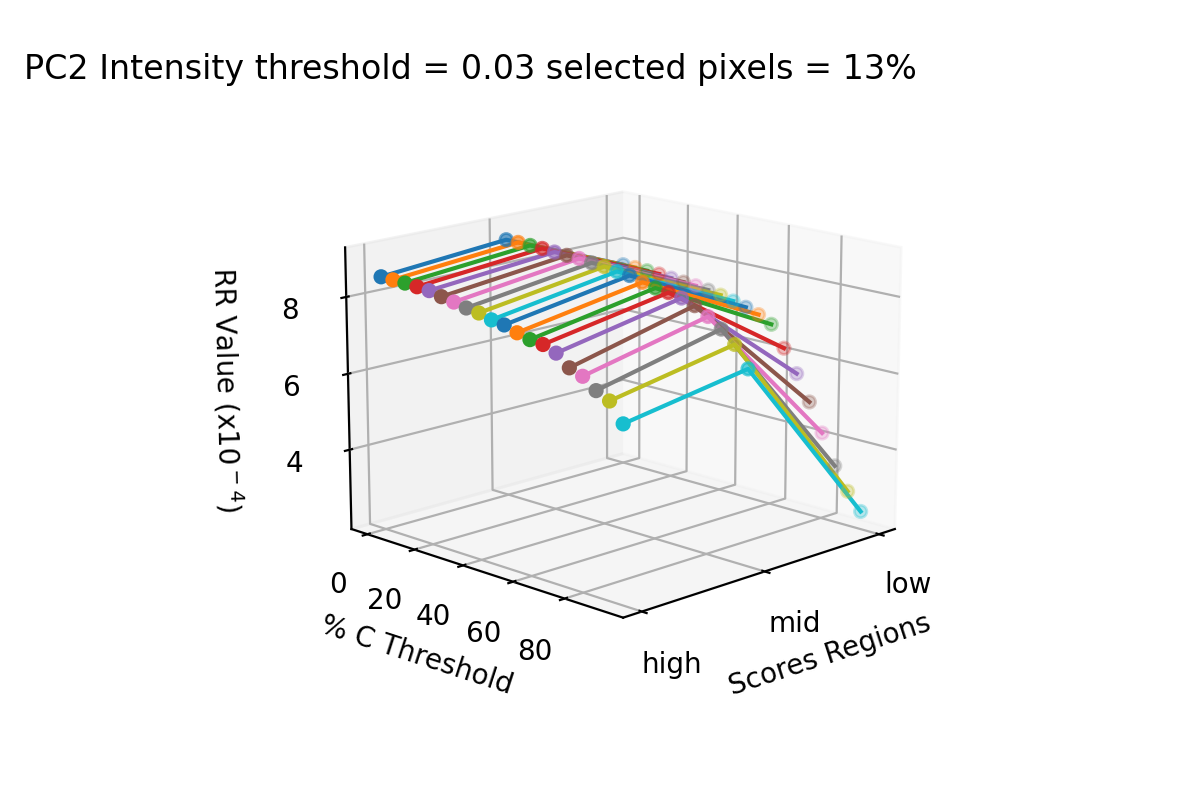 PC2 Intensity threshold = 0.03 selected pixels = 13%
RR Value (x10⁻⁴)
8
6
4
0
20
40
60
80
% C Threshold
high
mid
low
Scores Regions